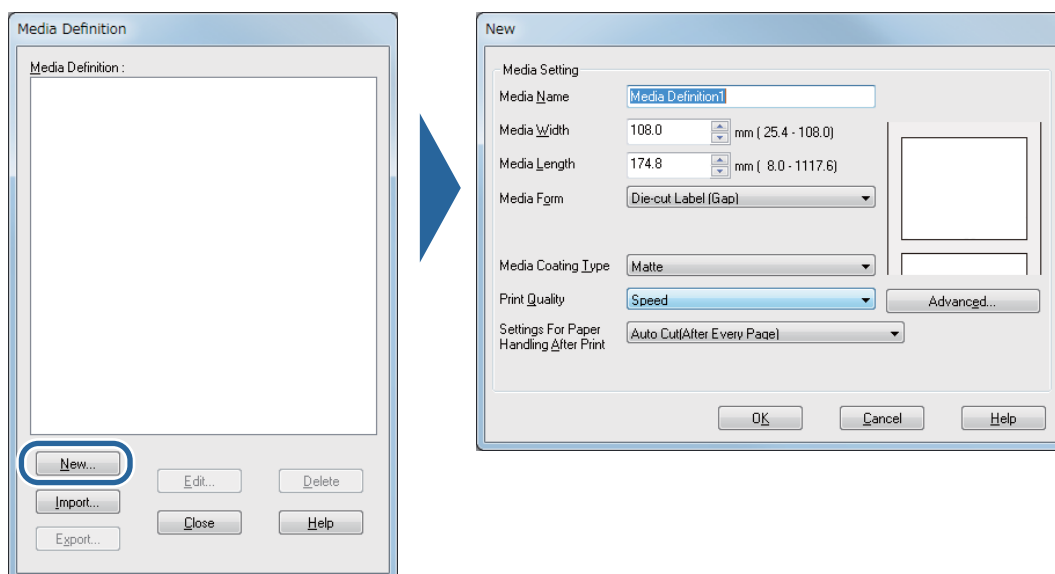 Media Definition
Media Definition :
New...
Edit...
Delete
Import...
Close
Help
Export...
New
Media Setting
Media Name
Media Definition1
Media Width
108.0
mm ( 25.4 - 108.0)
Media Length
174.8
mm (  8.0 - 1117.6)
Media Form
Die-cut Label (Gap)
Media Coating Type
Matte
Print Quality
Speed
Advanced...
Settings For Paper
Handling After Print
Auto Cut(After Every Page)
OK
Cancel
Help